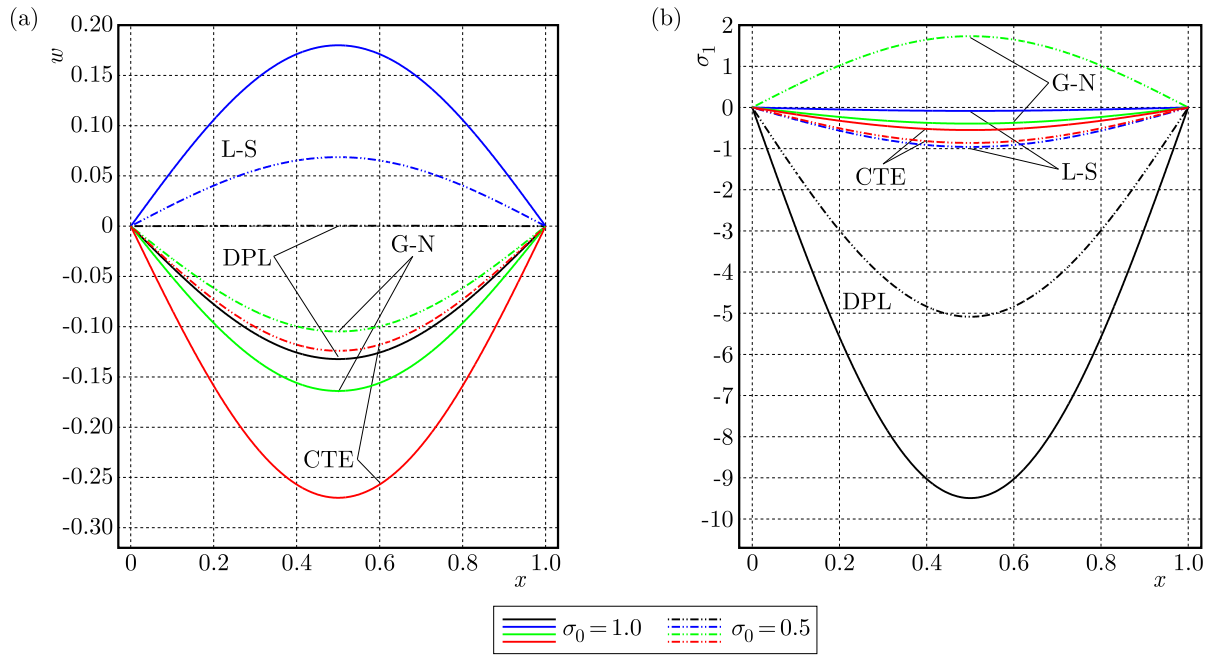 (a)
w
0.20
0.15
0.10
0.05
0
-0.05
-0.10
-0.15
-0.20
-0.25
-0.30
L-S
DPL
G-N
CTE
0 0.2 0.4 0.6 0.8 1.0
x
(b)
σ1
2
1
0
-1
-2
-3
-4
-5
-6
-7
-8
-9
-10
G-N
CTE
L-S
DPL
0 0.2 0.4 0.6 0.8 1.0
x
σ0 = 1.0 σ0 = 0.5